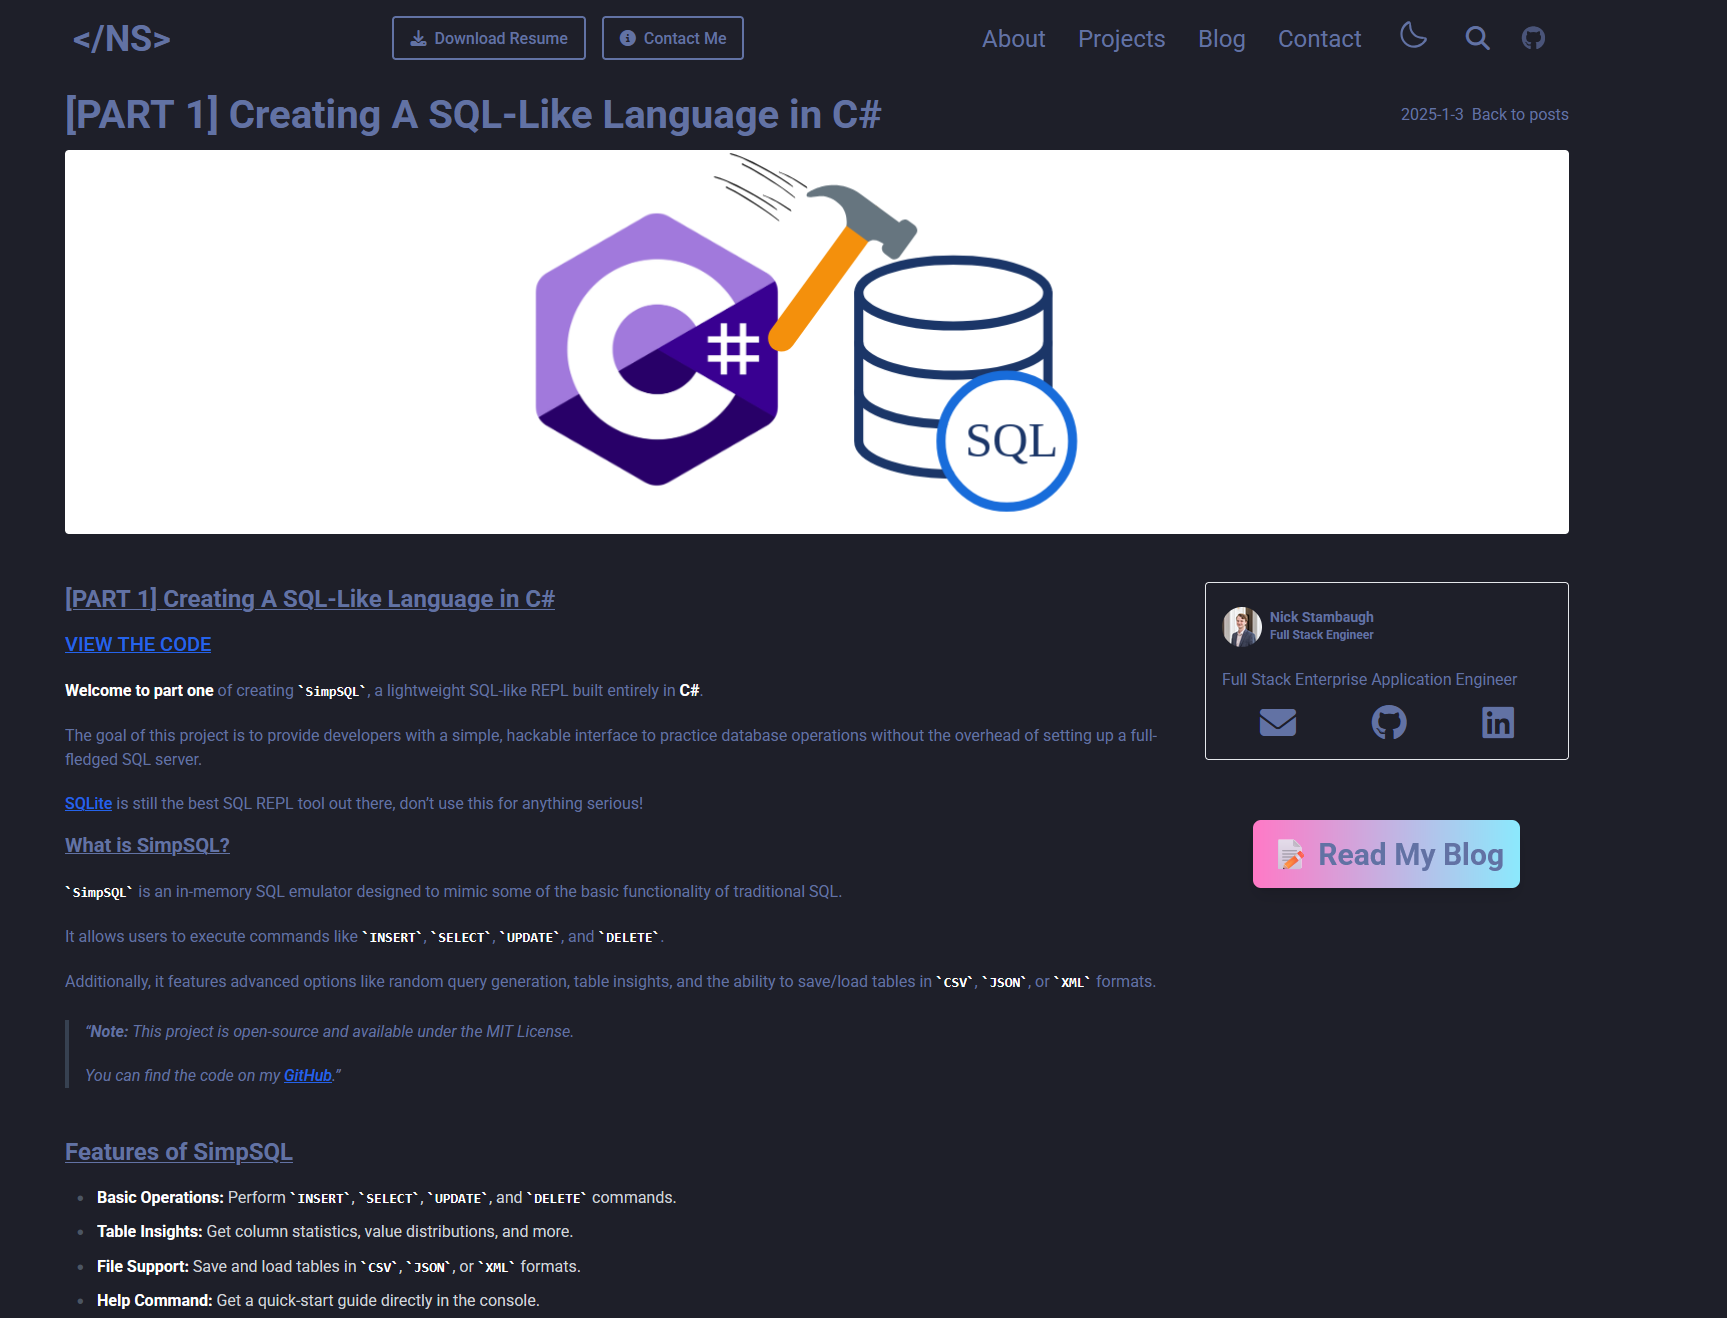 </NS>
Download Resume
Contact Me
About
Projects
Blog
Contact
[PART 1] Creating A SQL-Like Language in C#
2025-1-3 Back to posts
#
SQL
[PART 1] Creating A SQL-Like Language in C#
VIEW THE CODE
Welcome to part one of creating `SimpSQL`, a lightweight SQL-like REPL built entirely in C#.
The goal of this project is to provide developers with a simple, hackable interface to practice database operations without the overhead of setting up a full-
fledged SQL server.
SQLite is still the best SQL REPL tool out there, don’t use this for anything serious!
What is SimpSQL?
`SimpSQL` is an in-memory SQL emulator designed to mimic some of the basic functionality of traditional SQL.
It allows users to execute commands like `INSERT`, `SELECT`, `UPDATE`, and `DELETE`.
Additionally, it features advanced options like random query generation, table insights, and the ability to save/load tables in `CSV`, `JSON`, or `XML` formats.
“Note: This project is open-source and available under the MIT License.
You can find the code on my GitHub.”
Features of SimpSQL
Basic Operations: Perform `INSERT`, `SELECT`, `UPDATE`, and `DELETE` commands.
Table Insights: Get column statistics, value distributions, and more.
File Support: Save and load tables in `CSV`, `JSON`, or `XML` formats.
Help Command: Get a quick-start guide directly in the console.
Nick Stambaugh
Full Stack Engineer
Full Stack Enterprise Application Engineer
Read My Blog